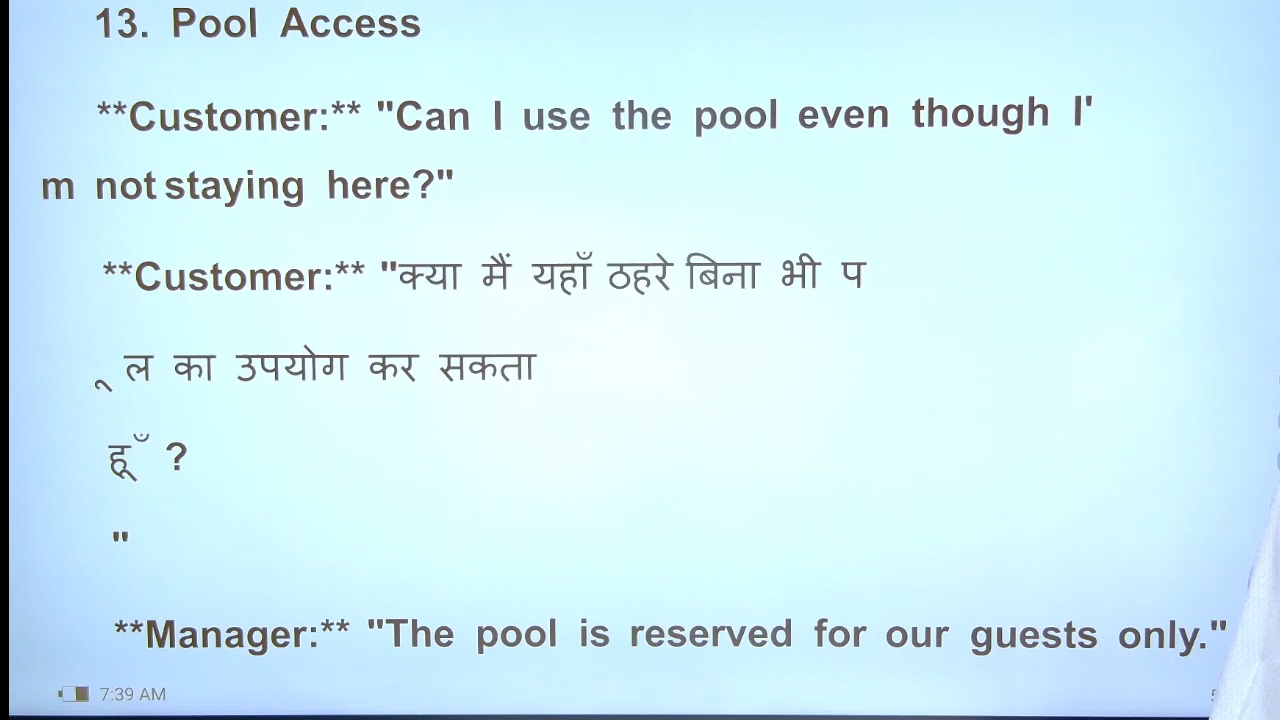 13. Pool Access
**Customer:** "Can I use the pool even though I'
m not staying here?"
**Customer:** "क्या मैं यहाँ ठहरे बिना भी प
ू ल का उपयोग कर सकता
हूँ ?
"
**Manager:** "The pool is reserved for our guests only."
7:39 AM